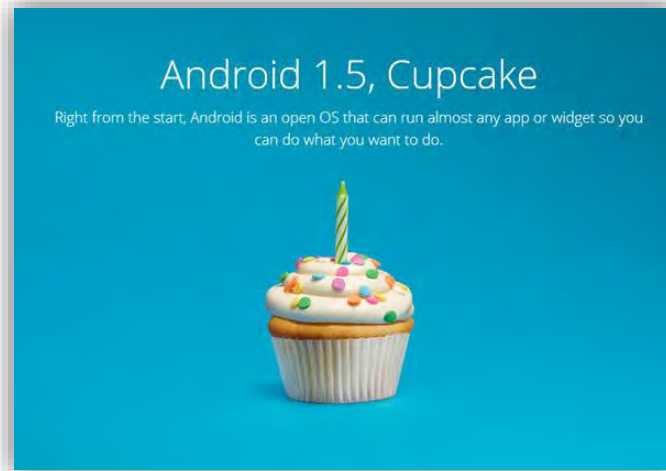 Android 1.5, Cupcake
Right from the start, Android is an open OS that can run almost any app or widget so you
can do what you want to do.